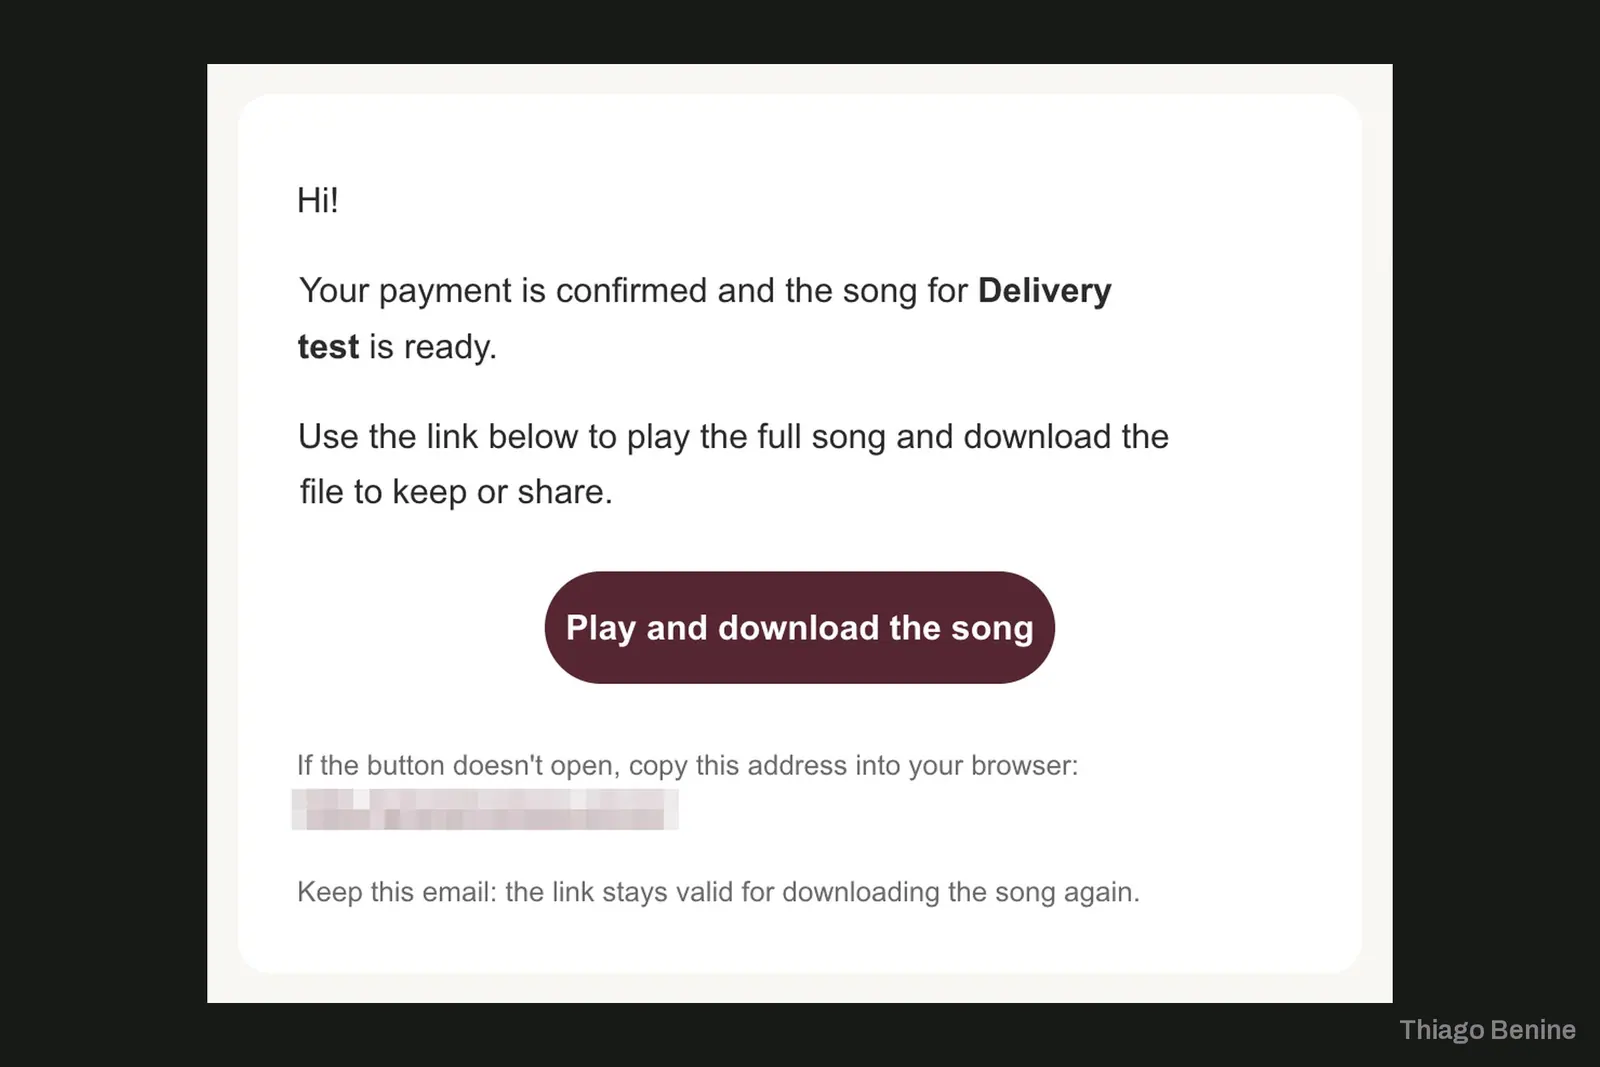 Hi!
Your payment is confirmed and the song for Delivery
test is ready.
Use the link below to play the full song and download the
file to keep or share.
Play and download the song
If the button doesn't open, copy this address into your browser:
Keep this email: the link stays valid for downloading the song again.
Thiago Benine